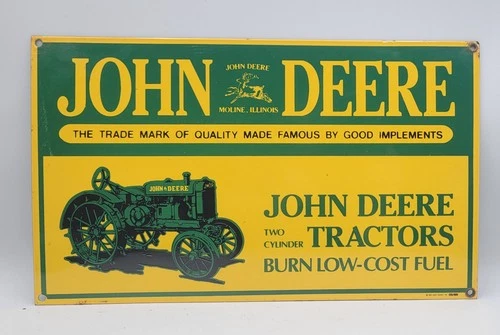 JOHN DEERE
JOHN DEERE
MOLINE, ILLINOIS
THE TRADE MARK OF QUALITY MADE FAMOUS BY GOOD IMPLEMENTS
JOHN DEERE
JOHN DEERE
TWO CYLINDER TRACTORS
BURN LOW-COST FUEL